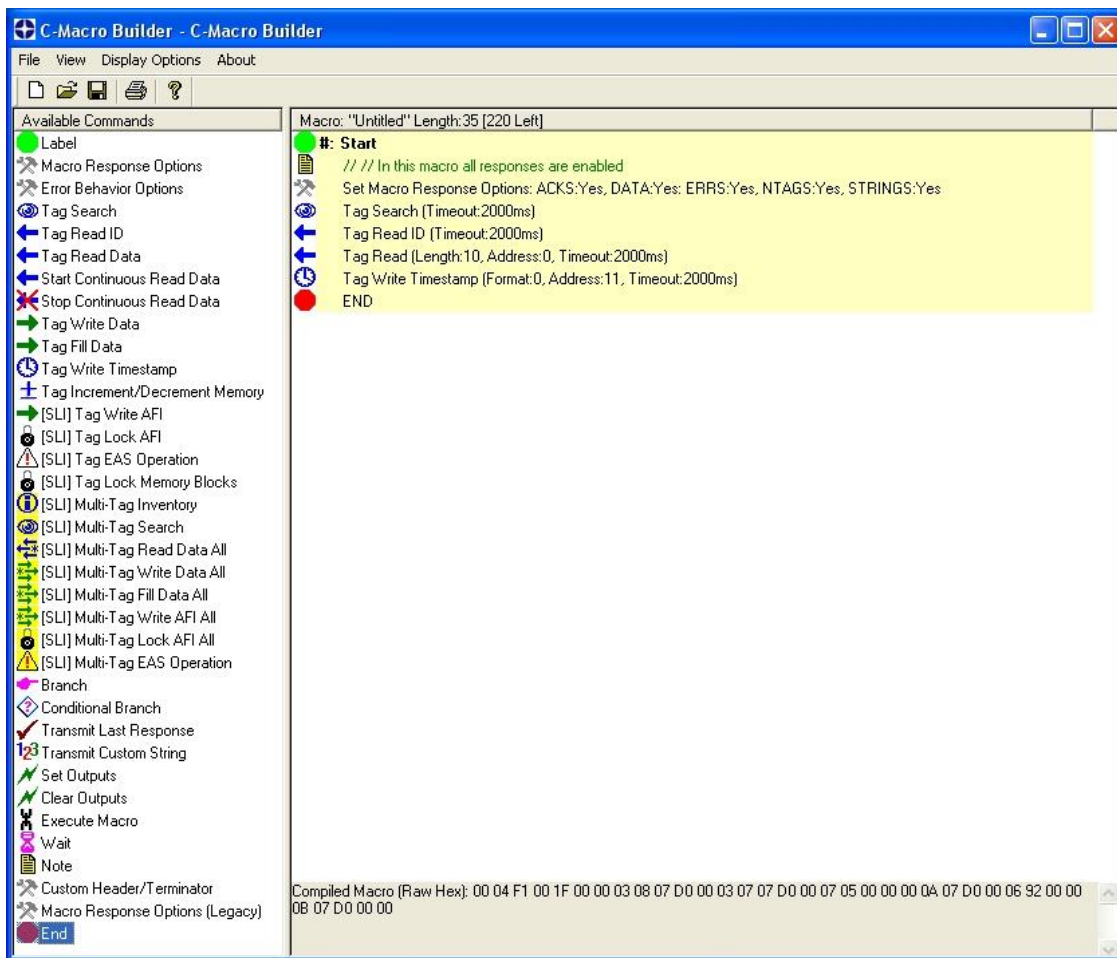 C-Macro Builder - C-Macro Builder
File View Display Options About
Available Commands
Label
Macro Response Options
Error Behavior Options
Tag Search
Tag Read ID
Tag Read Data
Start Continuous Read Data
Stop Continuous Read Data
Tag Write Data
Tag Fill Data
Tag Write Timestamp
Tag Increment/Decrement Memory
[SLI] Tag Write AFI
[SLI] Tag Lock AFI
[SLI] Tag EAS Operation
[SLI] Tag Lock Memory Blocks
[SLI] Multi-Tag Inventory
[SLI] Multi-Tag Search
[SLI] Multi-Tag Read Data All
[SLI] Multi-Tag Write Data All
[SLI] Multi-Tag Fill Data All
[SLI] Multi-Tag Write AFI All
[SLI] Multi-Tag Lock AFI All
[SLI] Multi-Tag EAS Operation
Branch
Conditional Branch
Transmit Last Response
123 Transmit Custom String
Set Outputs
Clear Outputs
Execute Macro
Wait
Note
Custom Header/Terminator
Macro Response Options (Legacy)
End
Macro: "Untitled" Length:35 [220 Left]
#: Start
// // In this macro all responses are enabled
Set Macro Response Options: ACKS:Yes, DATA:Yes: ERRS:Yes, NTAGS:Yes, STRINGS:Yes
Tag Search (Timeout:2000ms)
Tag Read ID (Timeout:2000ms)
Tag Read (Length:10, Address:0, Timeout:2000ms)
Tag Write Timestamp (Format:0, Address:11, Timeout:2000ms)
END
Compiled Macro (Raw Hex): 00 04 F1 00 1F 00 00 03 08 07 D0 00 03 07 07 D0 00 07 05 00 00 00 0A 07 D0 00 06 92 00 00
0B 07 D0 00 00